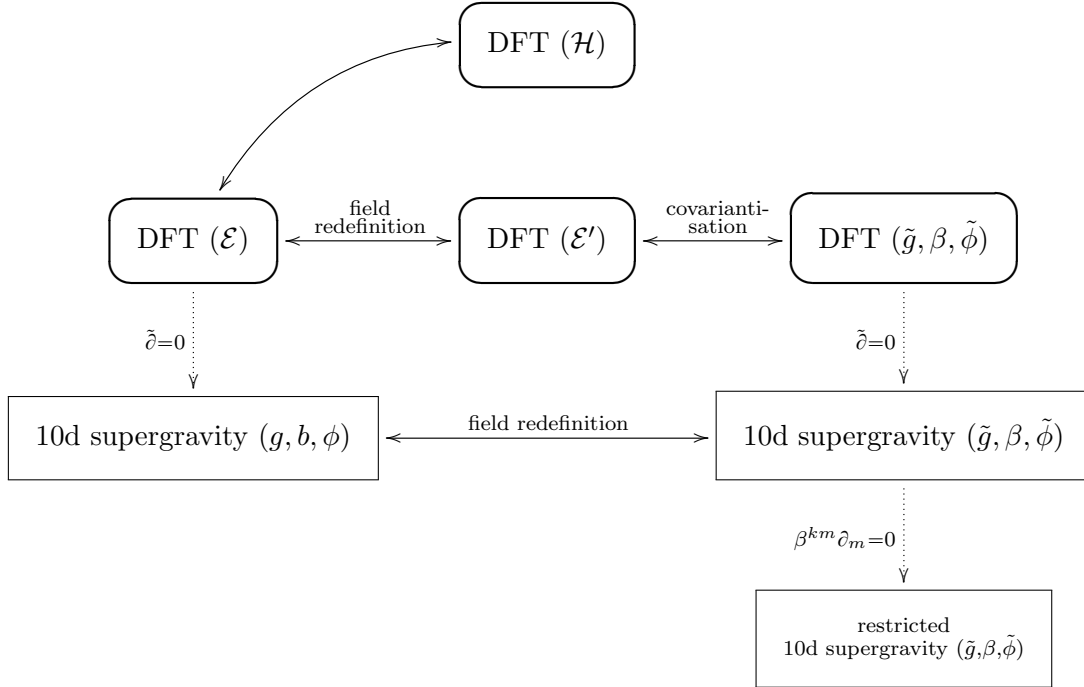 DFT (ℋ)
field
redefinition
covarianti-
sation
DFT (ℰ)
DFT (ℰ′)
DFT (g̃, β, ϕ̃)
∂̃=0
∂̃=0
10d supergravity (g, b, ϕ)
field redefinition
10d supergravity (g̃, β, ϕ̃)
β^{km}∂_m=0
restricted
10d supergravity (g̃,β,ϕ̃)